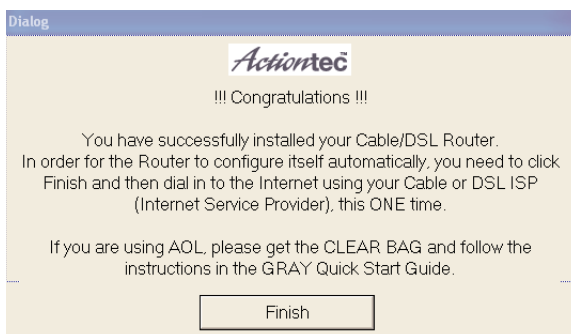 Dialog
Actiontec™
!!! Congratulations !!!
You have successfully installed your Cable/DSL Router.
In order for the Router to configure itself automatically, you need to click
Finish and then dial in to the Internet using your Cable or DSL ISP
(Internet Service Provider), this ONE time.
If you are using AOL, please get the CLEAR BAG and follow the
instructions in the GRAY Quick Start Guide.
Finish